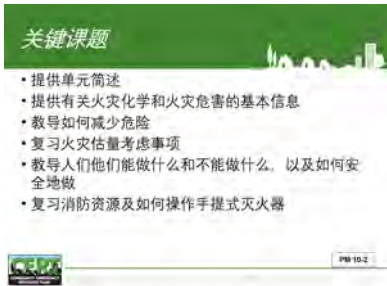 关键课题
• 提供单元简述
• 提供有关火灾化学和火灾危害的基本信息
• 教导如何减少危险
• 复习火灾估量考虑事项
• 教导人们他们能做什么和不能做什么，以及如何安
全地做
• 复习消防资源及如何操作手提式灭火器
CERT
PM 10-2